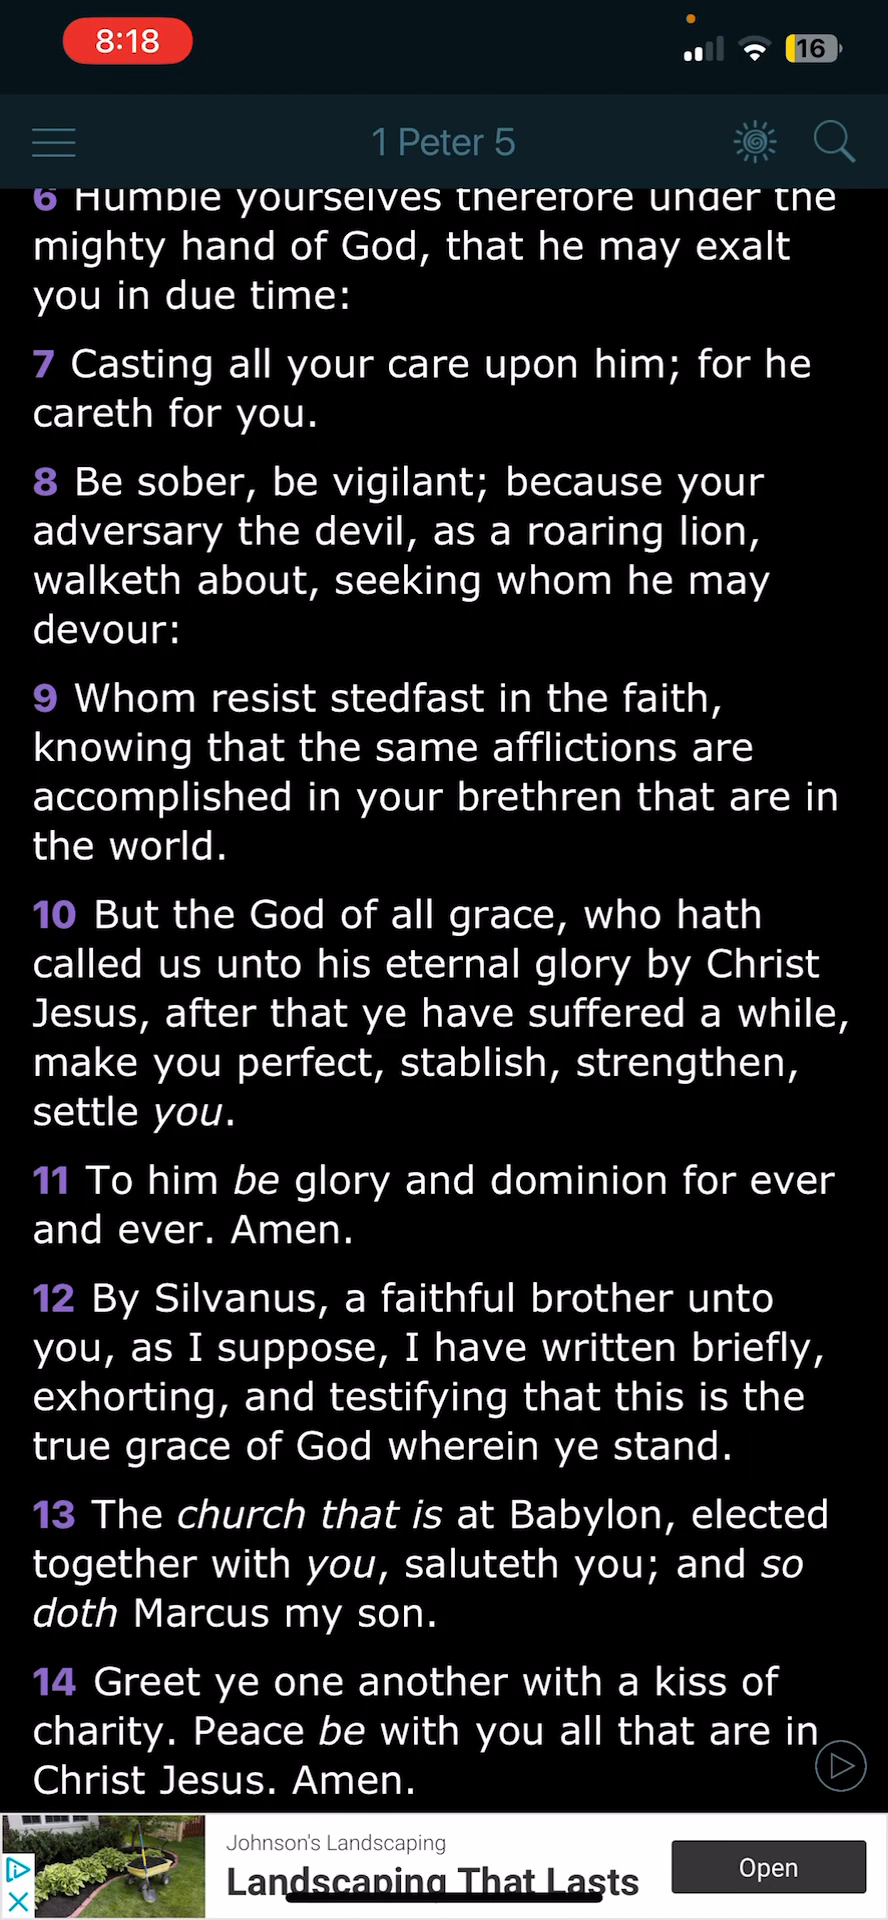 8:18
16
1 Peter 5
6 Humble yourselves therefore under the
mighty hand of God, that he may exalt
you in due time:
7 Casting all your care upon him; for he
careth for you.
8 Be sober, be vigilant; because your
adversary the devil, as a roaring lion,
walketh about, seeking whom he may
devour:
9 Whom resist stedfast in the faith,
knowing that the same afflictions are
accomplished in your brethren that are in
the world.
10 But the God of all grace, who hath
called us unto his eternal glory by Christ
Jesus, after that ye have suffered a while,
make you perfect, stablish, strengthen,
settle you.
11 To him be glory and dominion for ever
and ever. Amen.
12 By Silvanus, a faithful brother unto
you, as I suppose, I have written briefly,
exhorting, and testifying that this is the
true grace of God wherein ye stand.
13 The church that is at Babylon, elected
together with you, saluteth you; and so
doth Marcus my son.
14 Greet ye one another with a kiss of
charity. Peace be with you all that are in
Christ Jesus. Amen.
Johnson's Landscaping
Landscaping That Lasts
Open